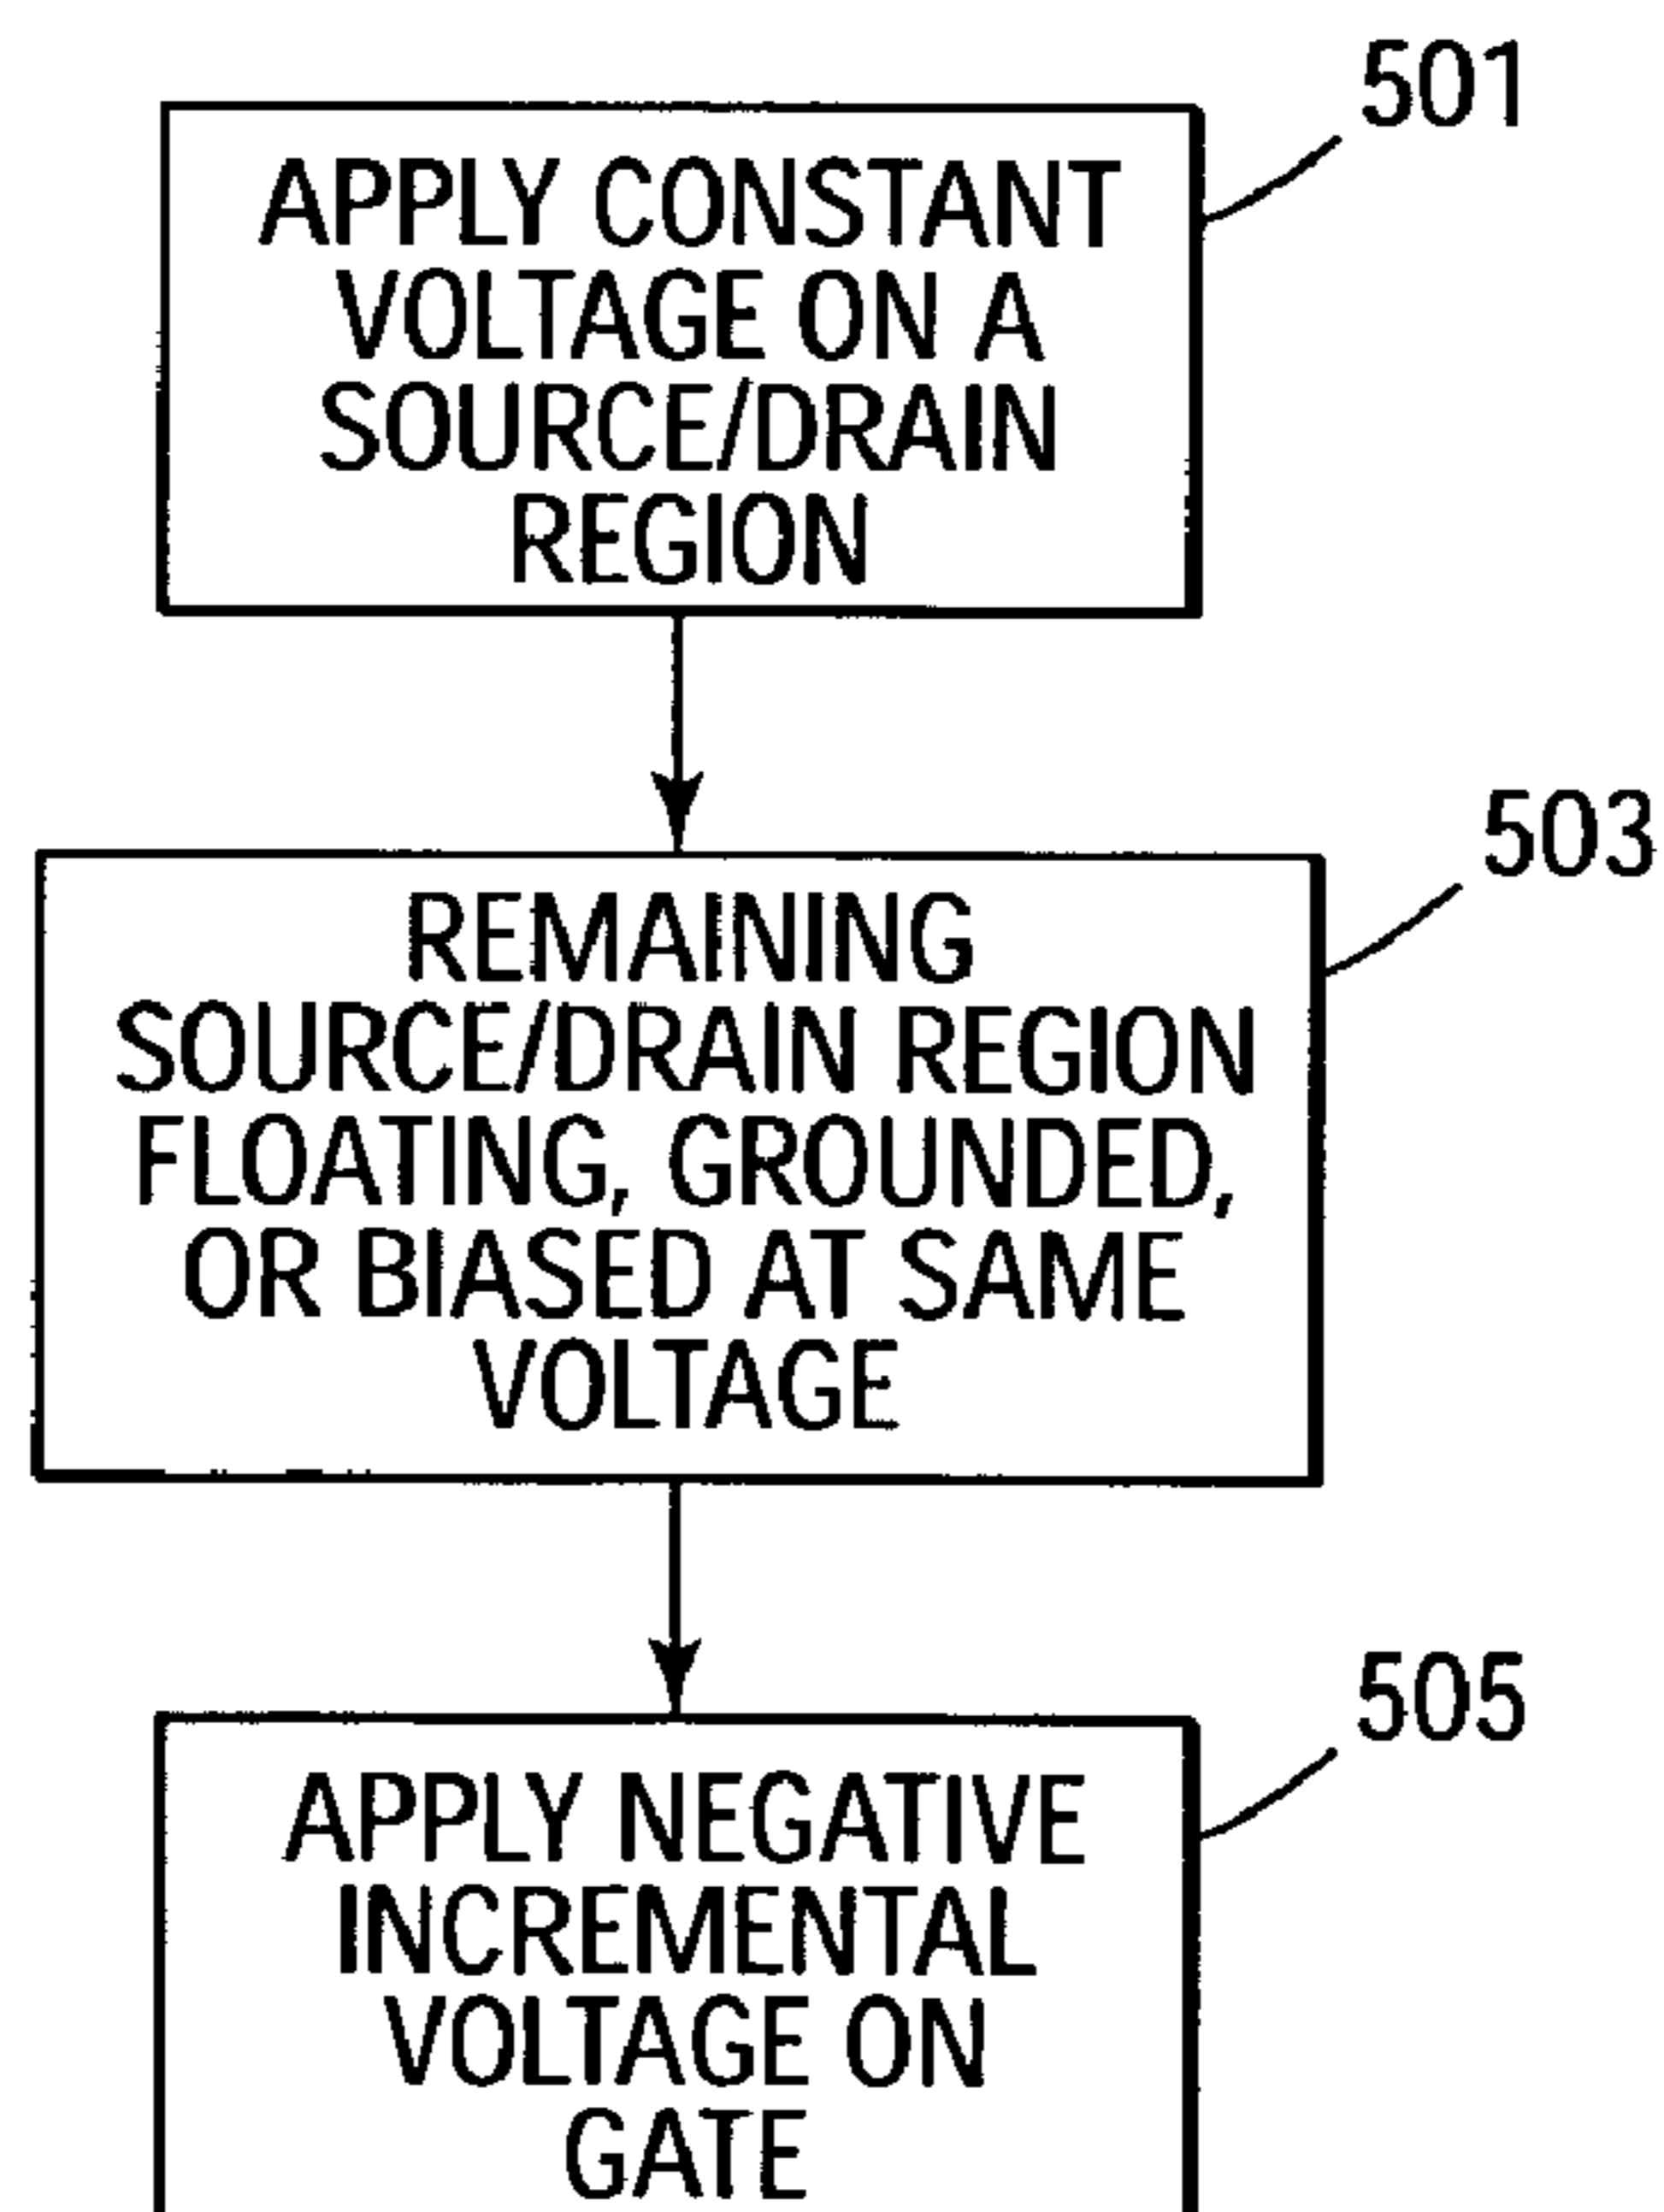 501
APPLY CONSTANT
VOLTAGE ON A
SOURCE/DRAIN
REGION
503
REMAINING
SOURCE/DRAIN REGION
FLOATING, GROUNDED,
OR BIASED AT SAME
VOLTAGE
505
APPLY NEGATIVE
INCREMENTAL
VOLTAGE ON
GATE